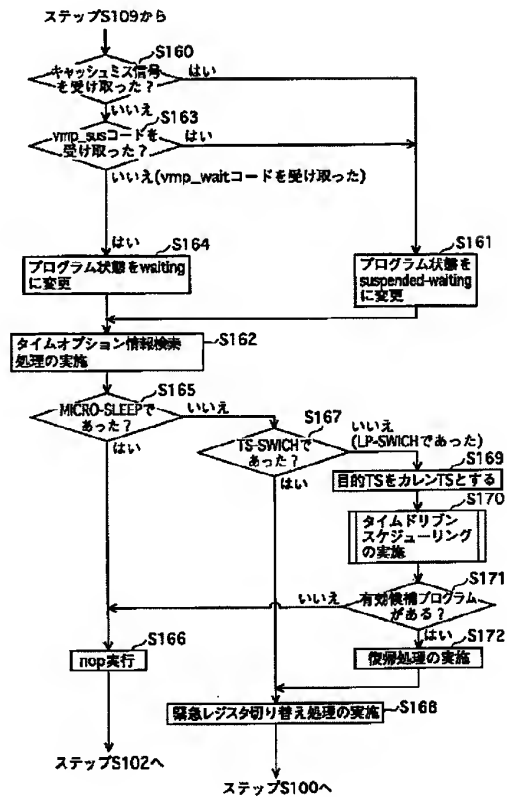 ステップS109から
S160
キャッシュミス信号
を受け取った?
はい
いいえ
S163
vmp_susコードを
受け取った?
はい
いいえ(vmp_waitコードを受け取った)
はい
S164
プログラム状態をwaiting
に変更
S161
プログラム状態を
suspended-waiting
に変更
タイムオプション情報検索
処理の実施
S162
S165
MICRO-SLEEPで
あった?
いいえ
はい
S167
TS-SWICHで
あった?
いいえ
(LP-SWICHであった)
はい
S169
目的TSをカレンTSとする
S170
タイムドリブン
スケジューリング
の実施
S171
有効候補プログラム
がある?
いいえ
はい
S172
復帰処理の実施
S166
nop実行
緊急レジスタ切り替え処理の実施
S168
ステップS102へ
ステップS100へ